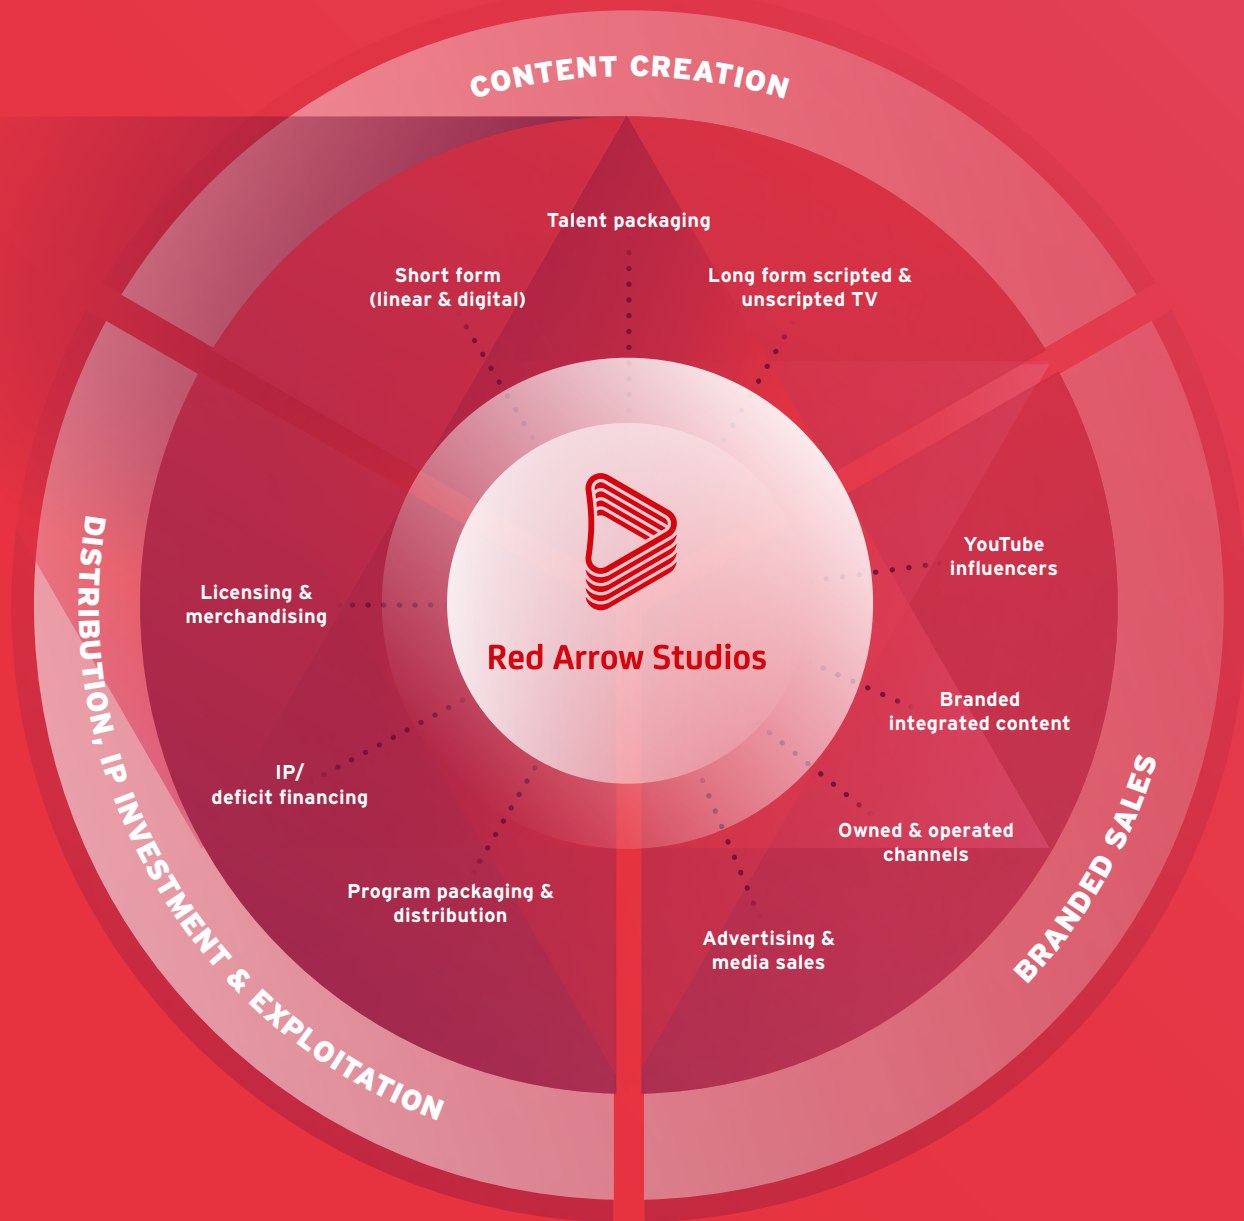 CONTENT CREATION
Talent packaging
Short form
(linear & digital)
Long form scripted &
unscripted TV
Red Arrow Studios
YouTube
influencers
Branded
integrated content
Owned & operated
channels
Advertising &
media sales
BRANDED SALES
Licensing &
merchandising
IP/
deficit financing
Program packaging &
distribution
DISTRIBUTION, IP INVESTMENT & EXPLOITATION